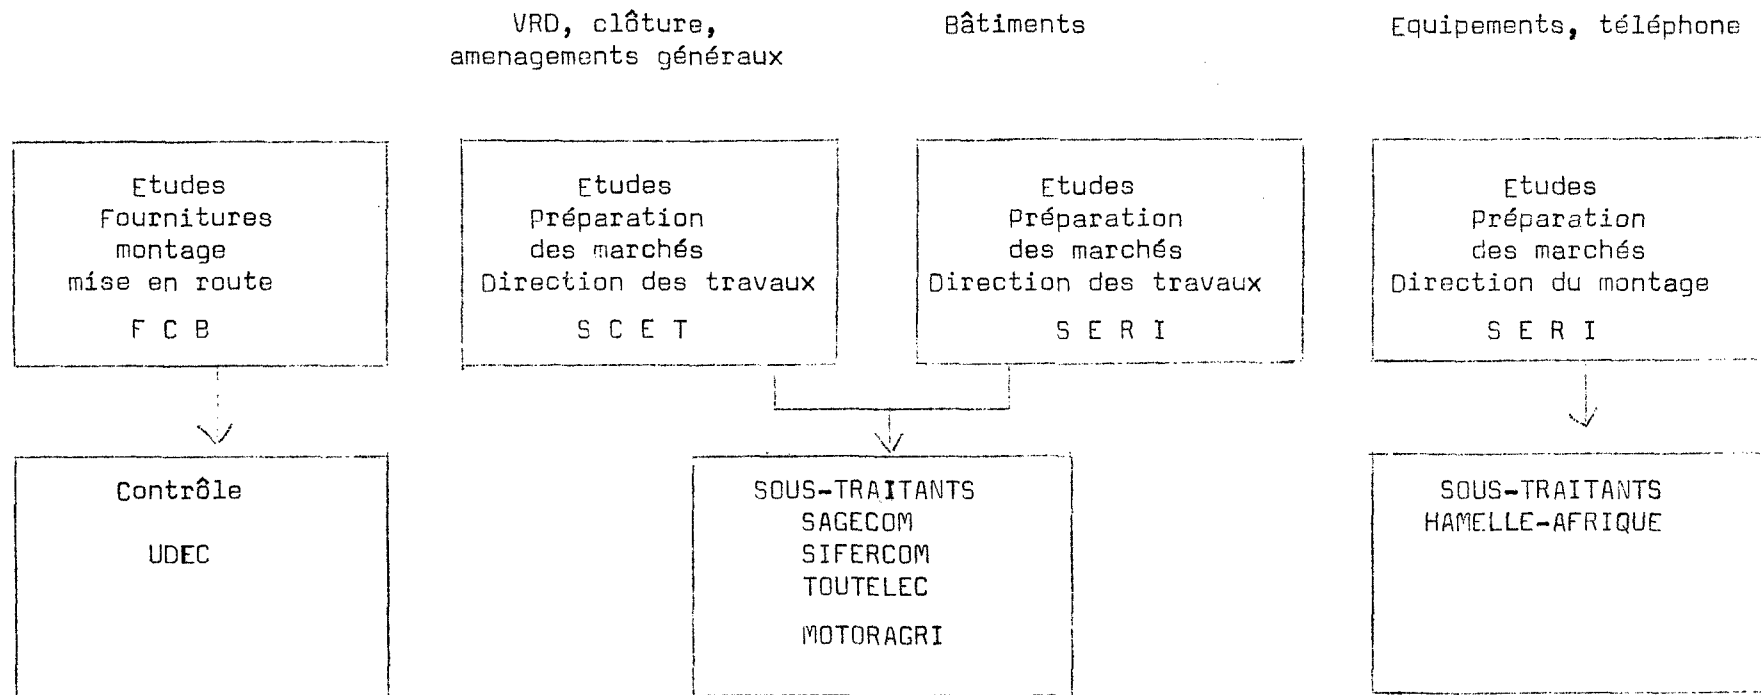 VRD, clôture,
amenagements généraux
Bâtiments
Equipements, téléphone
Etudes
Fournitures
montage
mise en route
F C B
Etudes
Préparation
des marchés
Direction des travaux
S C E T
Etudes
Préparation
des marchés
Direction des travaux
S E R I
Etudes
Préparation
des marchés
Direction du montage
S E R I
Contrôle
UDEC
SOUS-TRAITANTS
SAGECOM
SIFERCOM
TOUTELEC
MOTORAGRI
SOUS-TRAITANTS
HAMELLE-AFRIQUE